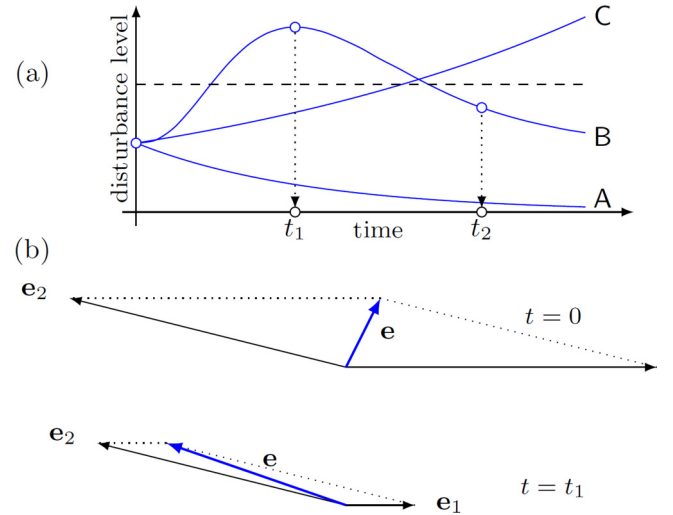 C
(a)
disturbance level
B
A
t₁
time
t₂
(b)
e₂
t = 0
e
e₂
e
e₁
t = t₁